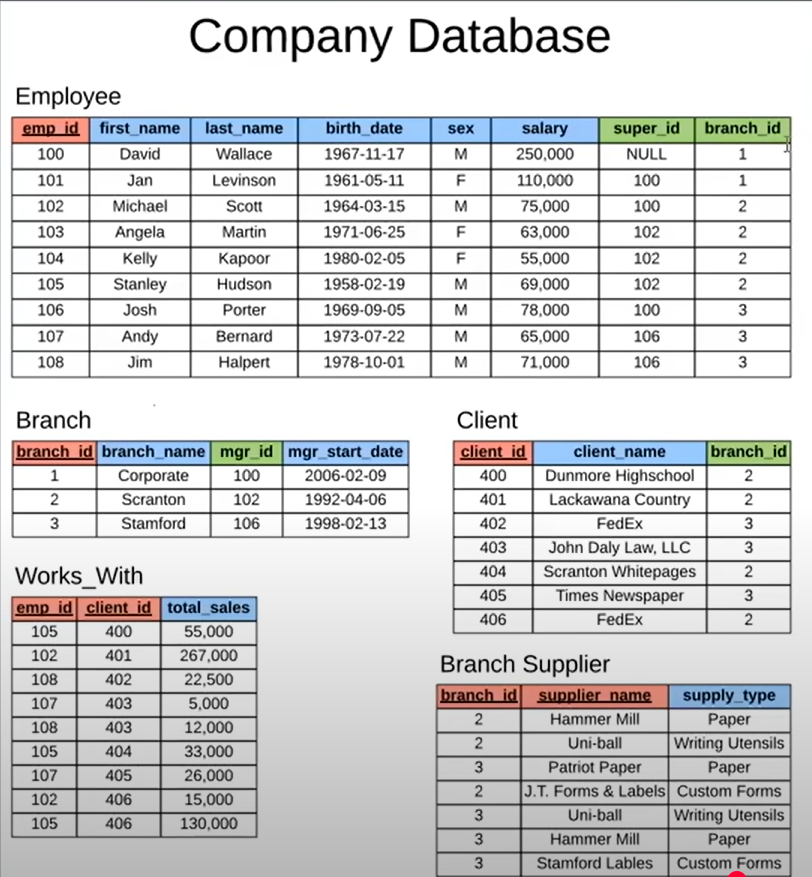 Company Database
Employee
emp_id first_name last_name birth_date sex salary super_id branch_id
100 David Wallace 1967-11-17 M 250,000 NULL 1
101 Jan Levinson 1961-05-11 F 110,000 100 1
102 Michael Scott 1964-03-15 M 75,000 100 2
103 Angela Martin 1971-06-25 F 63,000 102 2
104 Kelly Kapoor 1980-02-05 F 55,000 102 2
105 Stanley Hudson 1958-02-19 M 69,000 102 2
106 Josh Porter 1969-09-05 M 78,000 100 3
107 Andy Bernard 1973-07-22 M 65,000 106 3
108 Jim Halpert 1978-10-01 M 71,000 106 3
Branch
branch_id branch_name mgr_id mgr_start_date
1 Corporate 100 2006-02-09
2 Scranton 102 1992-04-06
3 Stamford 106 1998-02-13
Client
client_id client_name branch_id
400 Dunmore Highschool 2
401 Lackawana Country 2
402 FedEx 3
403 John Daly Law, LLC 3
404 Scranton Whitepages 2
405 Times Newspaper 3
406 FedEx 2
Works_With
emp_id client_id total_sales
105 400 55,000
102 401 267,000
108 402 22,500
107 403 5,000
108 403 12,000
105 404 33,000
107 405 26,000
102 406 15,000
105 406 130,000
Branch Supplier
branch_id supplier_name supply_type
2 Hammer Mill Paper
2 Uni-ball Writing Utensils
3 Patriot Paper Paper
2 J.T. Forms & Labels Custom Forms
3 Uni-ball Writing Utensils
3 Hammer Mill Paper
3 Stamford Lables Custom Forms